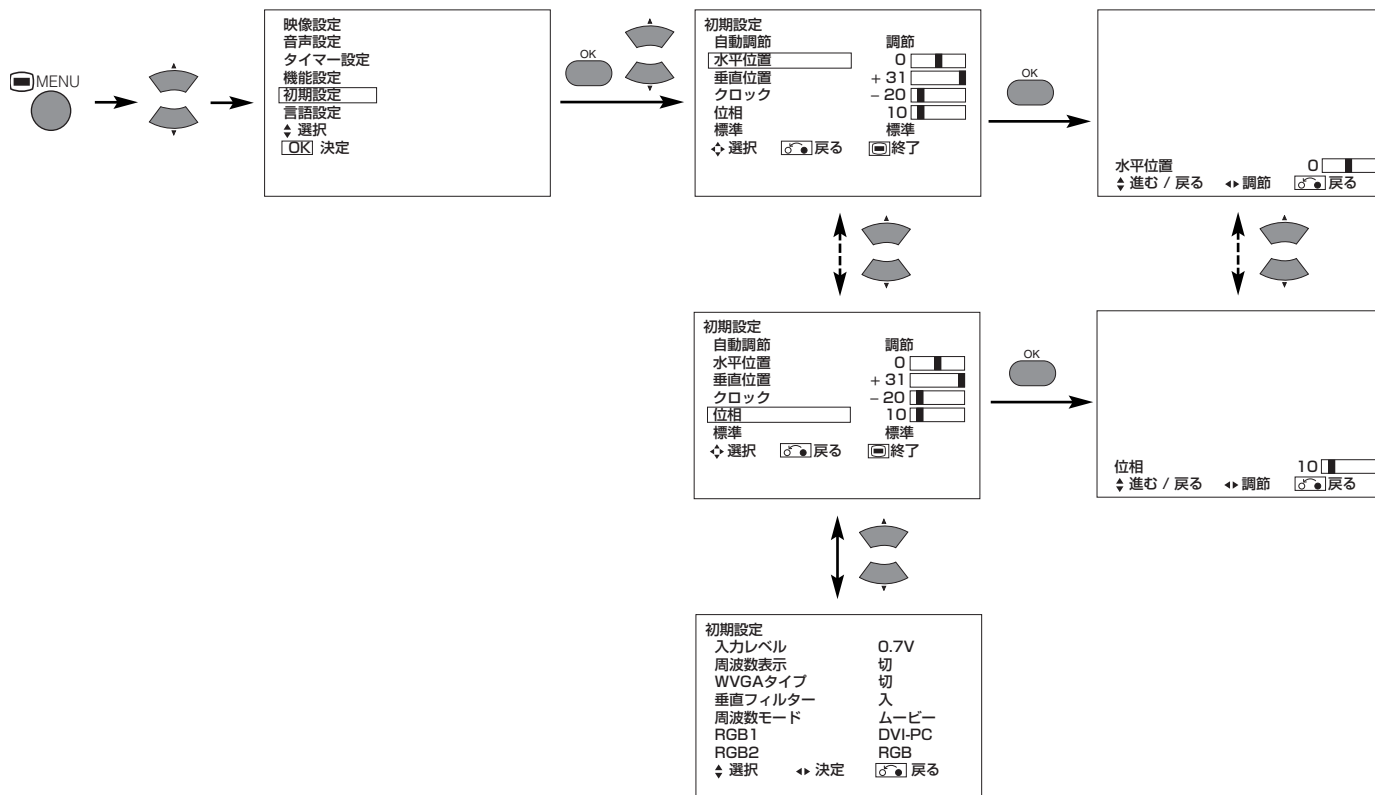 MENU
映像設定
音声設定
タイマー設定
機能設定
初期設定
言語設定
選択
OK 決定
OK
初期設定
自動調節 調節
水平位置 0
垂直位置 + 31
クロック − 20
位相 10
標準 標準
選択 戻る 終了
OK
水平位置 0
進む / 戻る 調節 戻る
初期設定
自動調節 調節
水平位置 0
垂直位置 + 31
クロック − 20
位相 10
標準 標準
選択 戻る 終了
OK
位相 10
進む / 戻る 調節 戻る
初期設定
入力レベル 0.7V
周波数表示 切
WVGAタイプ 切
垂直フィルター 入
周波数モード ムービー
RGB1 DVI-PC
RGB2 RGB
選択 決定 戻る